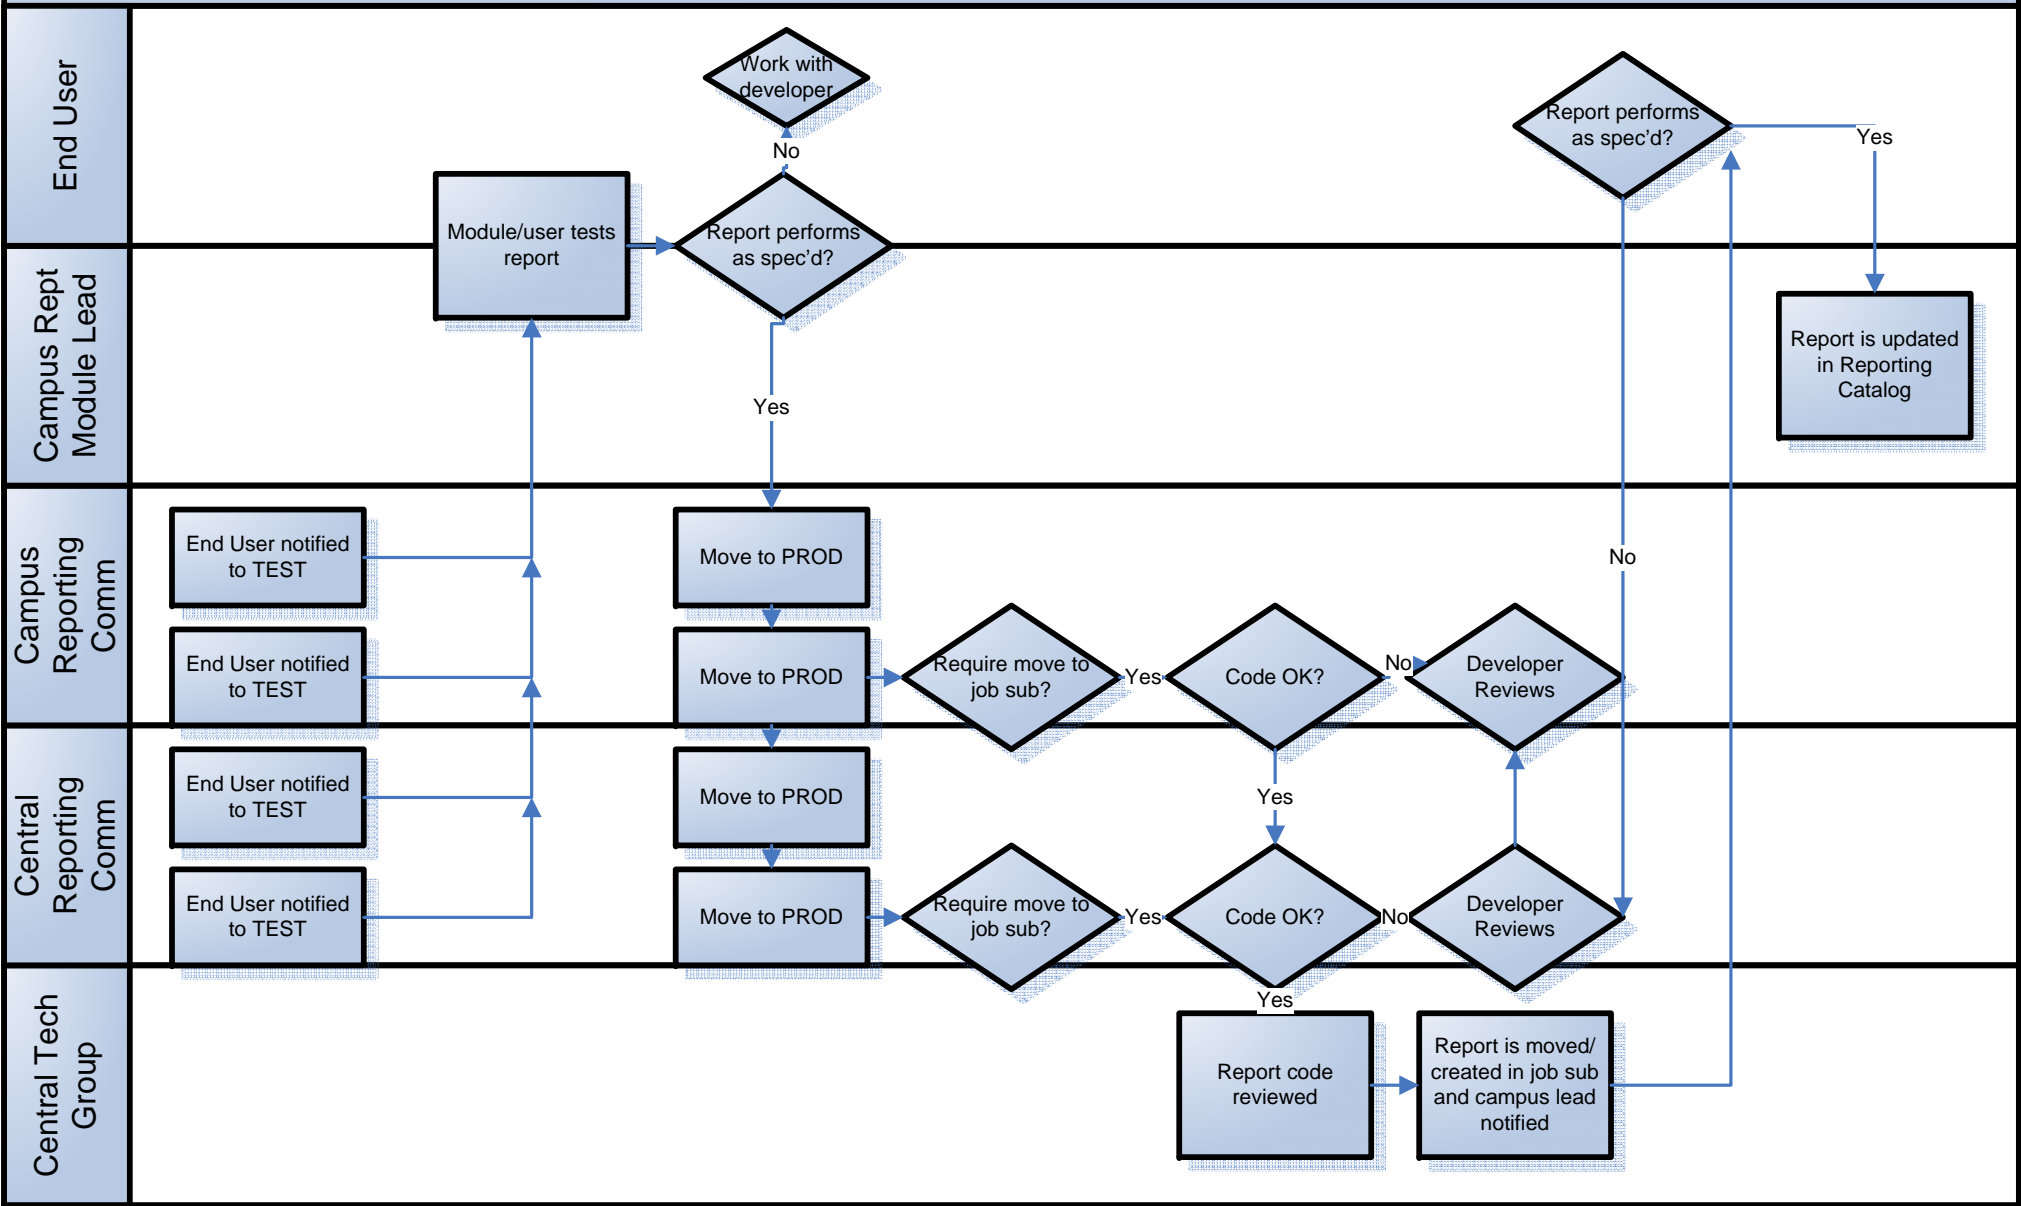 End User
Work with
developer
No
Module/user tests
report
Report performs
as spec'd?
Report performs
as spec'd?
Yes
Campus Rept
Module Lead
Yes
Report is updated
in Reporting
Catalog
Campus
Reporting
Comm
End User notified
to TEST
Move to PROD
No
End User notified
to TEST
Move to PROD
Require move to
job sub?
Yes
Code OK?
No
Developer
Reviews
Central
Reporting
Comm
End User notified
to TEST
Move to PROD
Yes
End User notified
to TEST
Move to PROD
Require move to
job sub?
Yes
Code OK?
No
Developer
Reviews
Central Tech
Group
Yes
Report code
reviewed
Report is moved/
created in job sub
and campus lead
notified